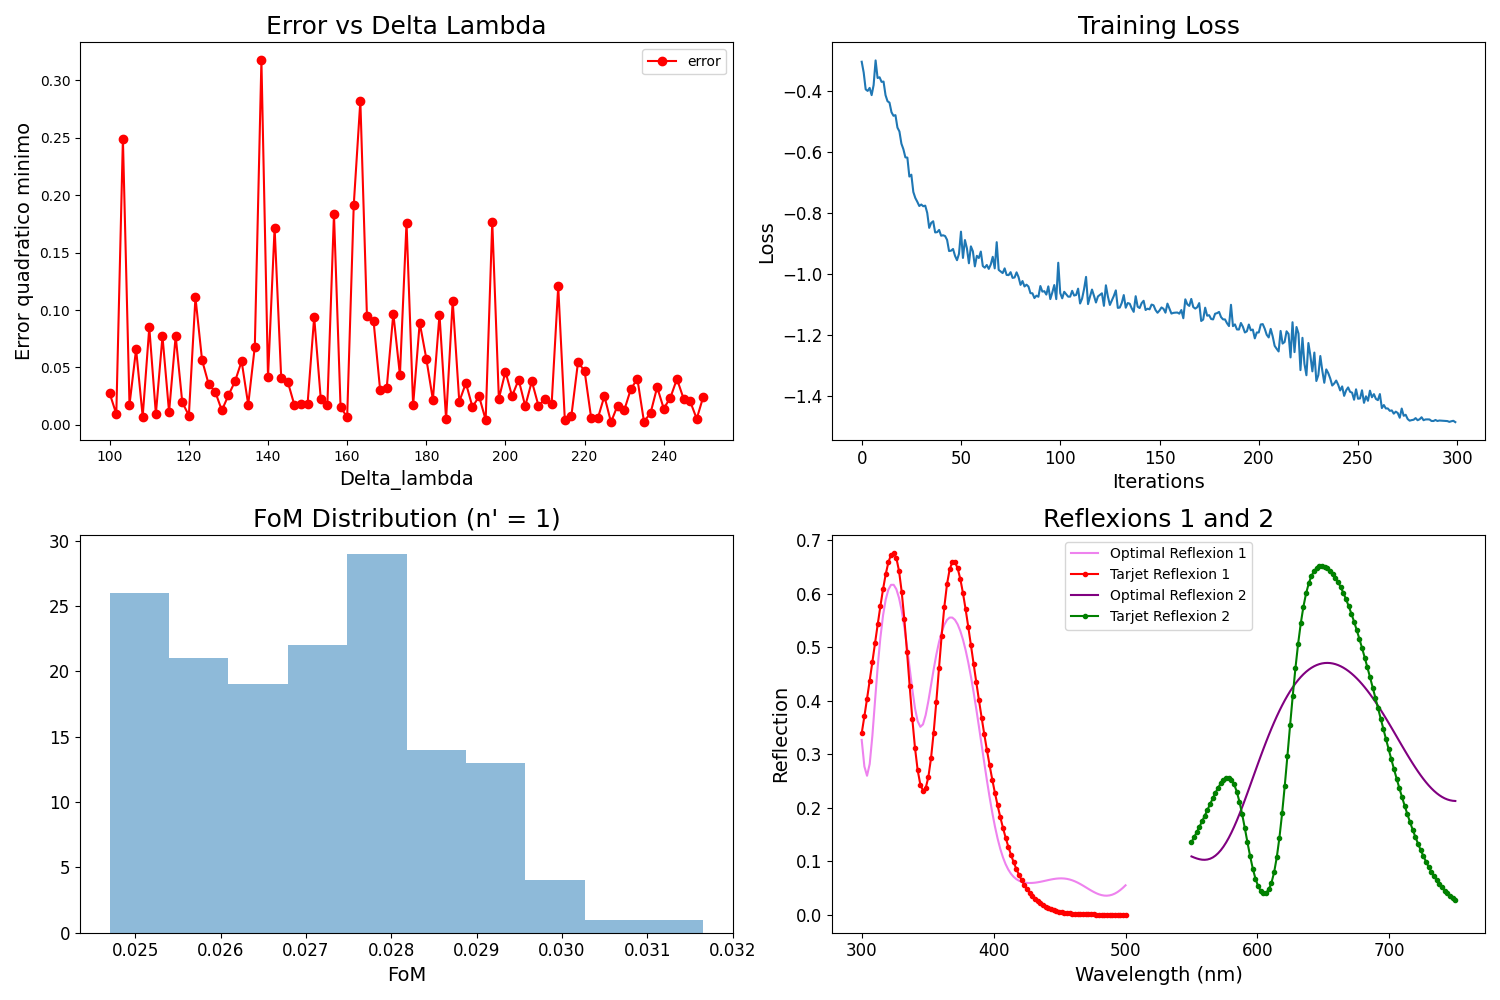 Error vs Delta Lambda
error
Error quadratico minimo
0.30
0.25
0.20
0.15
0.10
0.05
0.00
100 120 140 160 180 200 220 240
Delta_lambda
Training Loss
Loss
−0.4
−0.6
−0.8
−1.0
−1.2
−1.4
0 50 100 150 200 250 300
Iterations
FoM Distribution (n' = 1)
30
25
20
15
10
5
0
0.025 0.026 0.027 0.028 0.029 0.030 0.031 0.032
FoM
Reflexions 1 and 2
Optimal Reflexion 1
Tarjet Reflexion 1
Optimal Reflexion 2
Tarjet Reflexion 2
Reflection
0.7
0.6
0.5
0.4
0.3
0.2
0.1
0.0
300 400 500 600 700
Wavelength (nm)